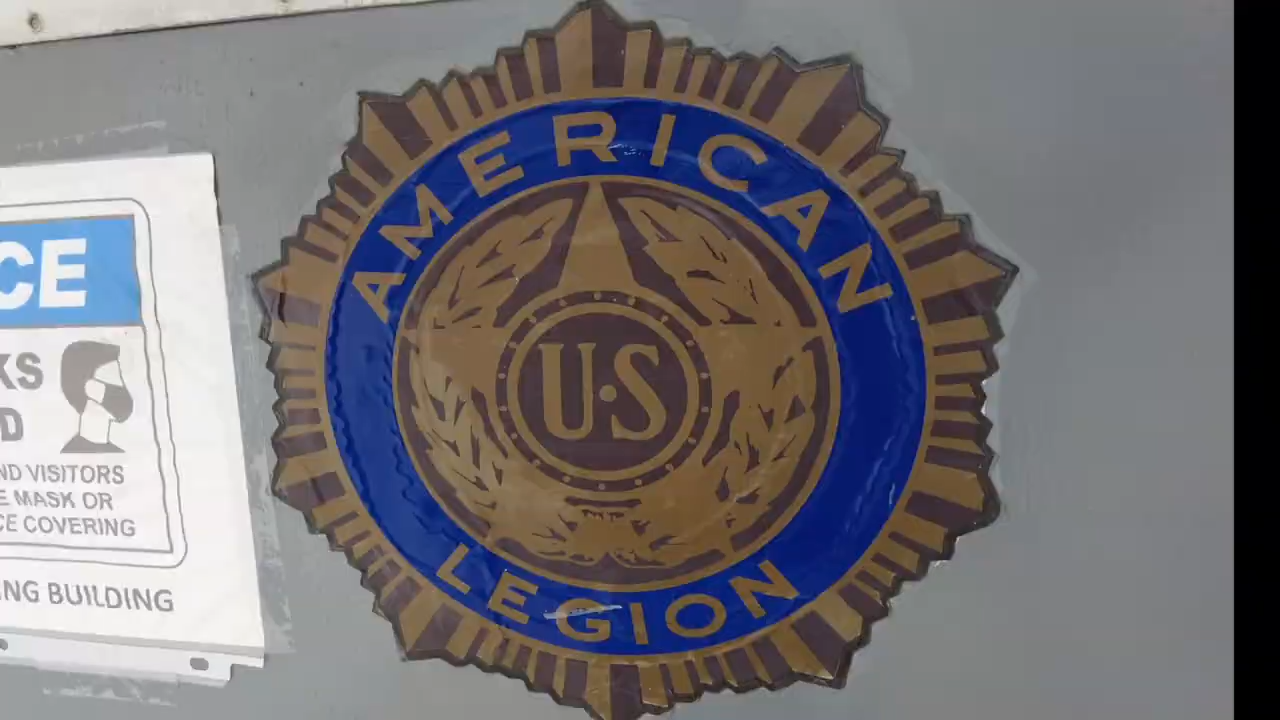 AMERICAN
U.S
LEGION
CE
KS
D
ND VISITORS
E MASK OR
CE COVERING
NG BUILDING